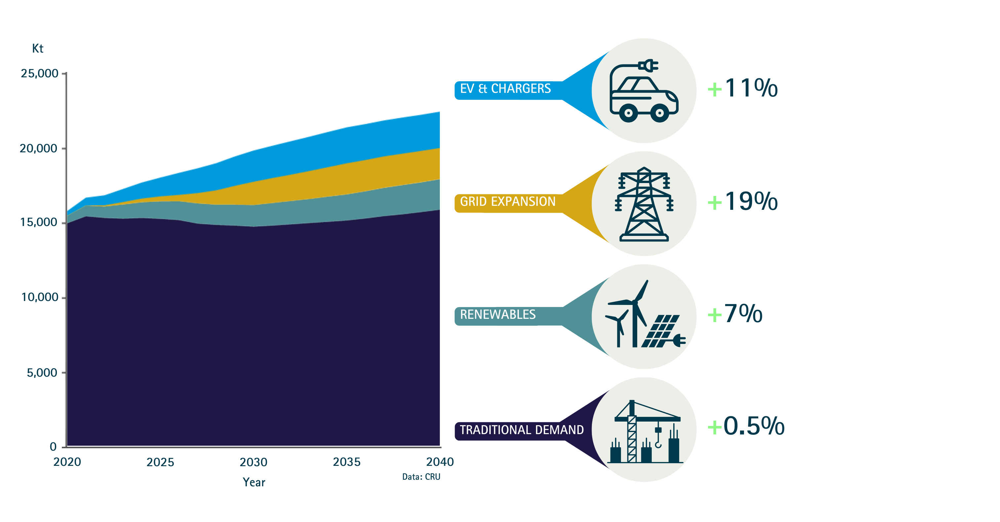 Kt
25,000
20,000
15,000
10,000
5,000
0
2020 2025 2030 2035 2040
Year
Data: CRU
EV & CHARGERS
+11%
GRID EXPANSION
+19%
RENEWABLES
+7%
TRADITIONAL DEMAND
+0.5%